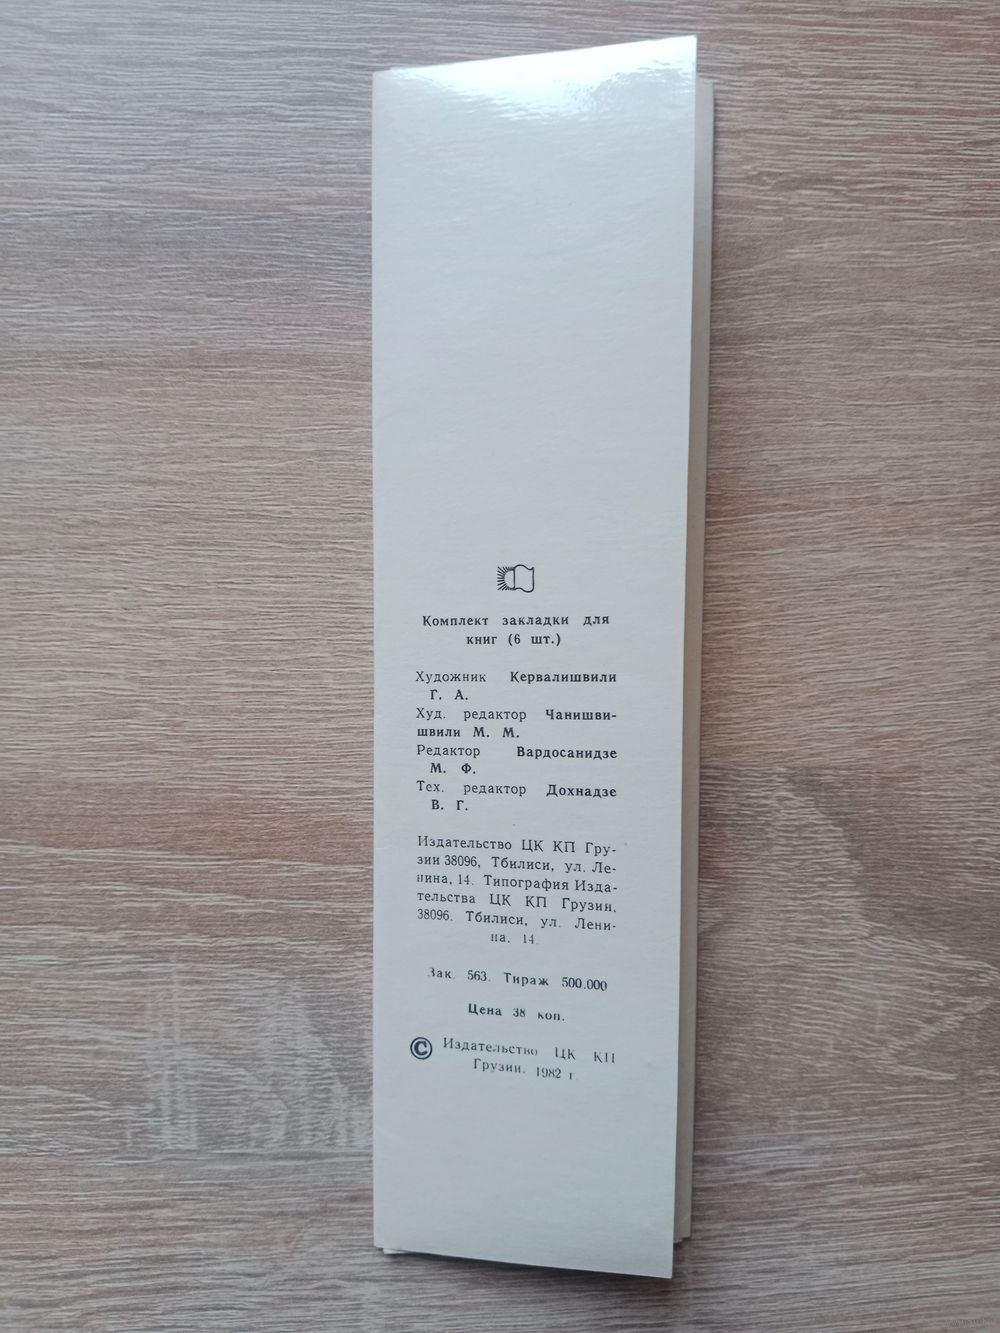 Комплект закладки для
книг (6 шт.)
Художник Кервалишвили
Г. А.
Худ. редактор Чанишви-
швили М. М.
Редактор Вардосанидзе
М. Ф.
Тех. редактор Дохнадзе
В. Г.
Издательство ЦК КП Гру-
зии 38096, Тбилиси, ул. Ле-
нина, 14. Типография Изда-
тельства ЦК КП Грузии,
38096. Тбилиси, ул. Лени-
на, 14.
Зак. 563. Тираж 500.000
Цена 38 коп.
© Издательство ЦК КП
Грузии. 1982 г